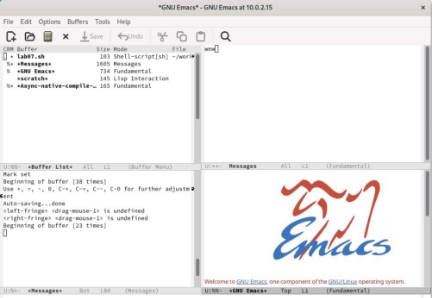 *GNU Emacs* - GNU Emacs at 10.0.2.15
File Edit Options Buffers Tools Help
Save Undo
CRM Buffer Size Mode File
lab07.sh 103 Shell-script[sh] ~/work
%* *Messages* 1605 Messages
% *GNU Emacs* 734 Fundamental
*scratch* 145 Lisp Interaction
%* *Async-native-compile-… 165 Fundamental
U:%%- *Buffer List* All L1 (Buffer Menu)
Messages All L1 (Fundamental)
Mark set
Beginning of buffer [38 times]
for further adjustm
ent
Auto-saving...done
<left-fringe> <drag-mouse-1> is undefined
<right-fringe> <drag-mouse-1> is undefined
Beginning of buffer [23 times]
Emacs
Welcome to GNU Emacs, one component of the GNU/Linux operating system.
U:%*- *Messages* Bot L80 (Messages)
U:%%- *GNU Emacs* Top L1 (Fundamental)